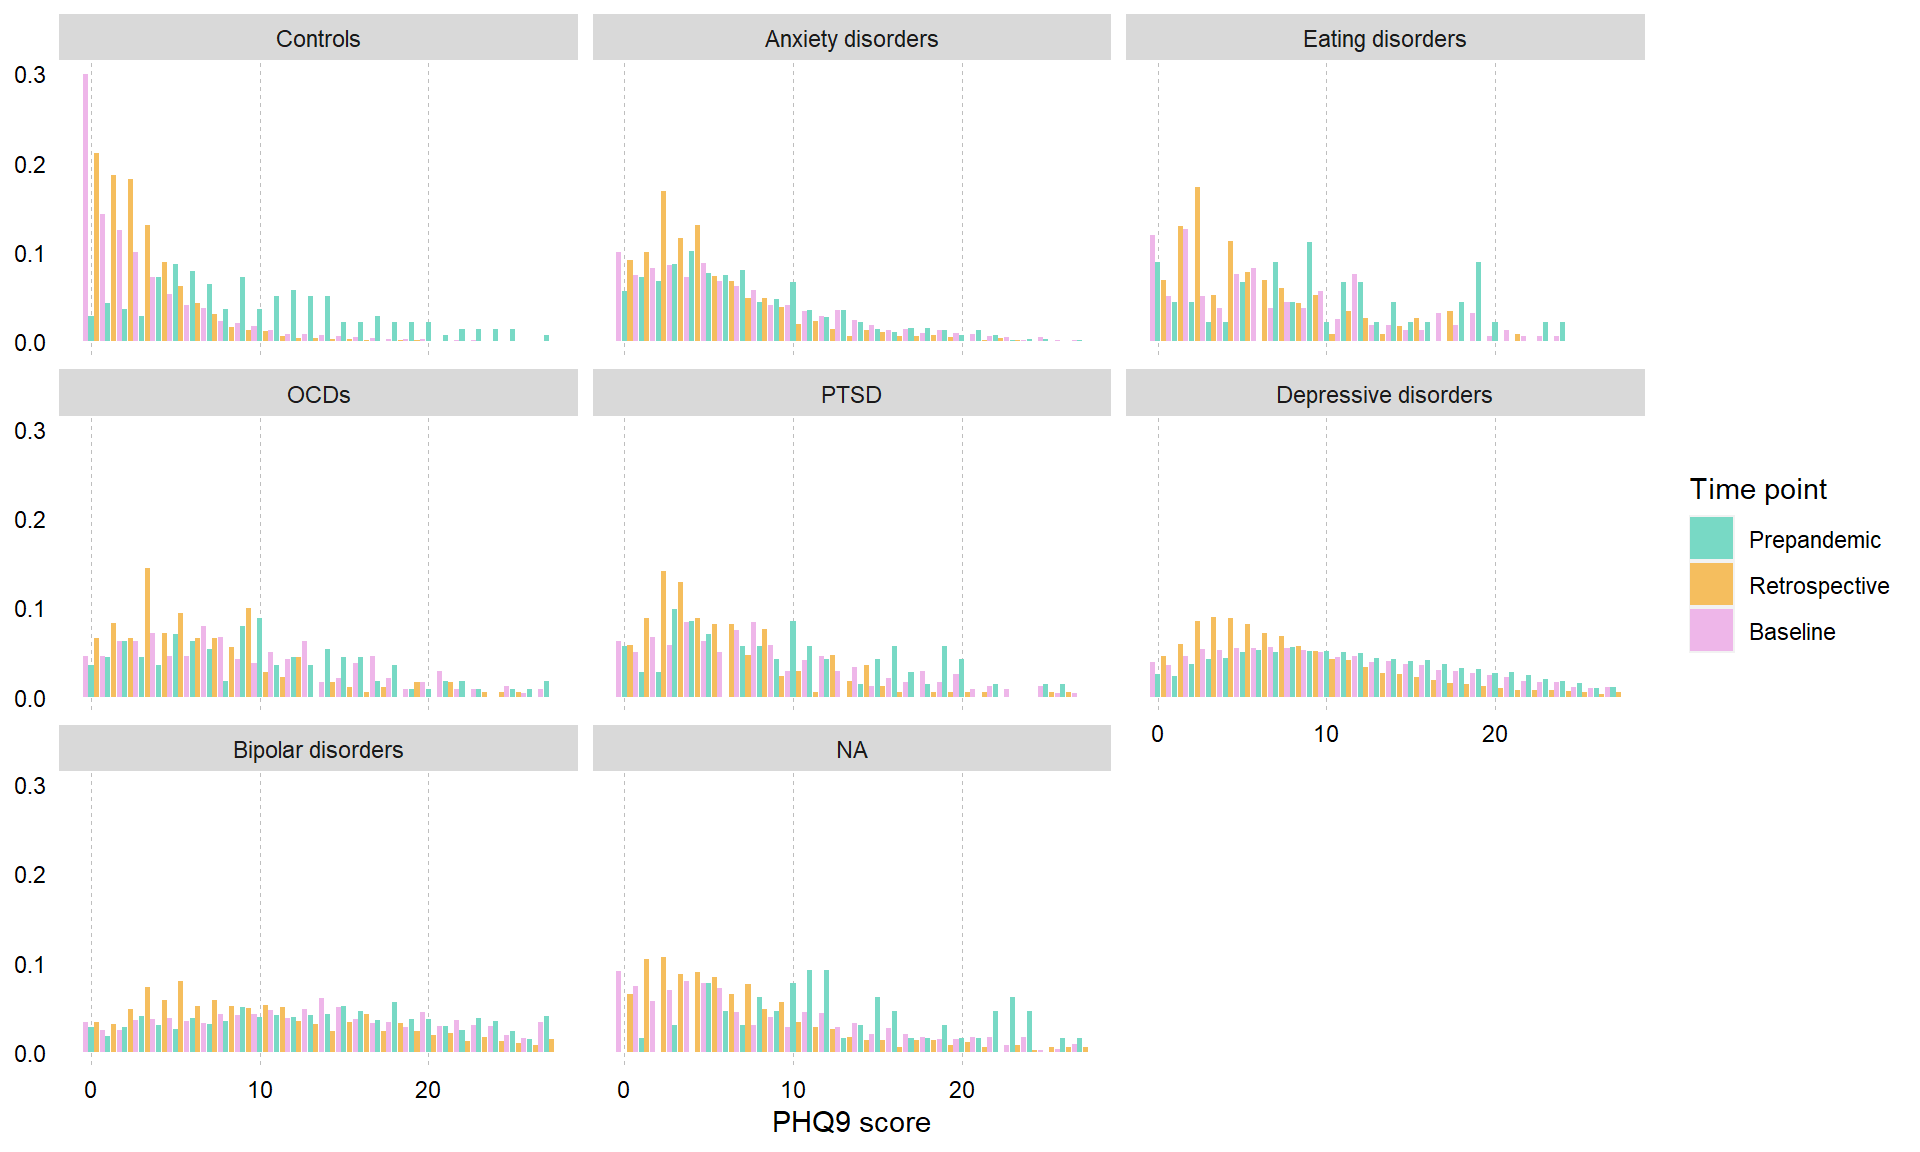 Controls
Anxiety disorders
Eating disorders
0.3
0.2
0.1
0.0
OCDs
PTSD
Depressive disorders
0.3
0.2
0.1
0.0
0 10 20
Bipolar disorders
NA
0.3
0.2
0.1
0.0
0 10 20
0 10 20
PHQ9 score
Time point
Prepandemic
Retrospective
Baseline